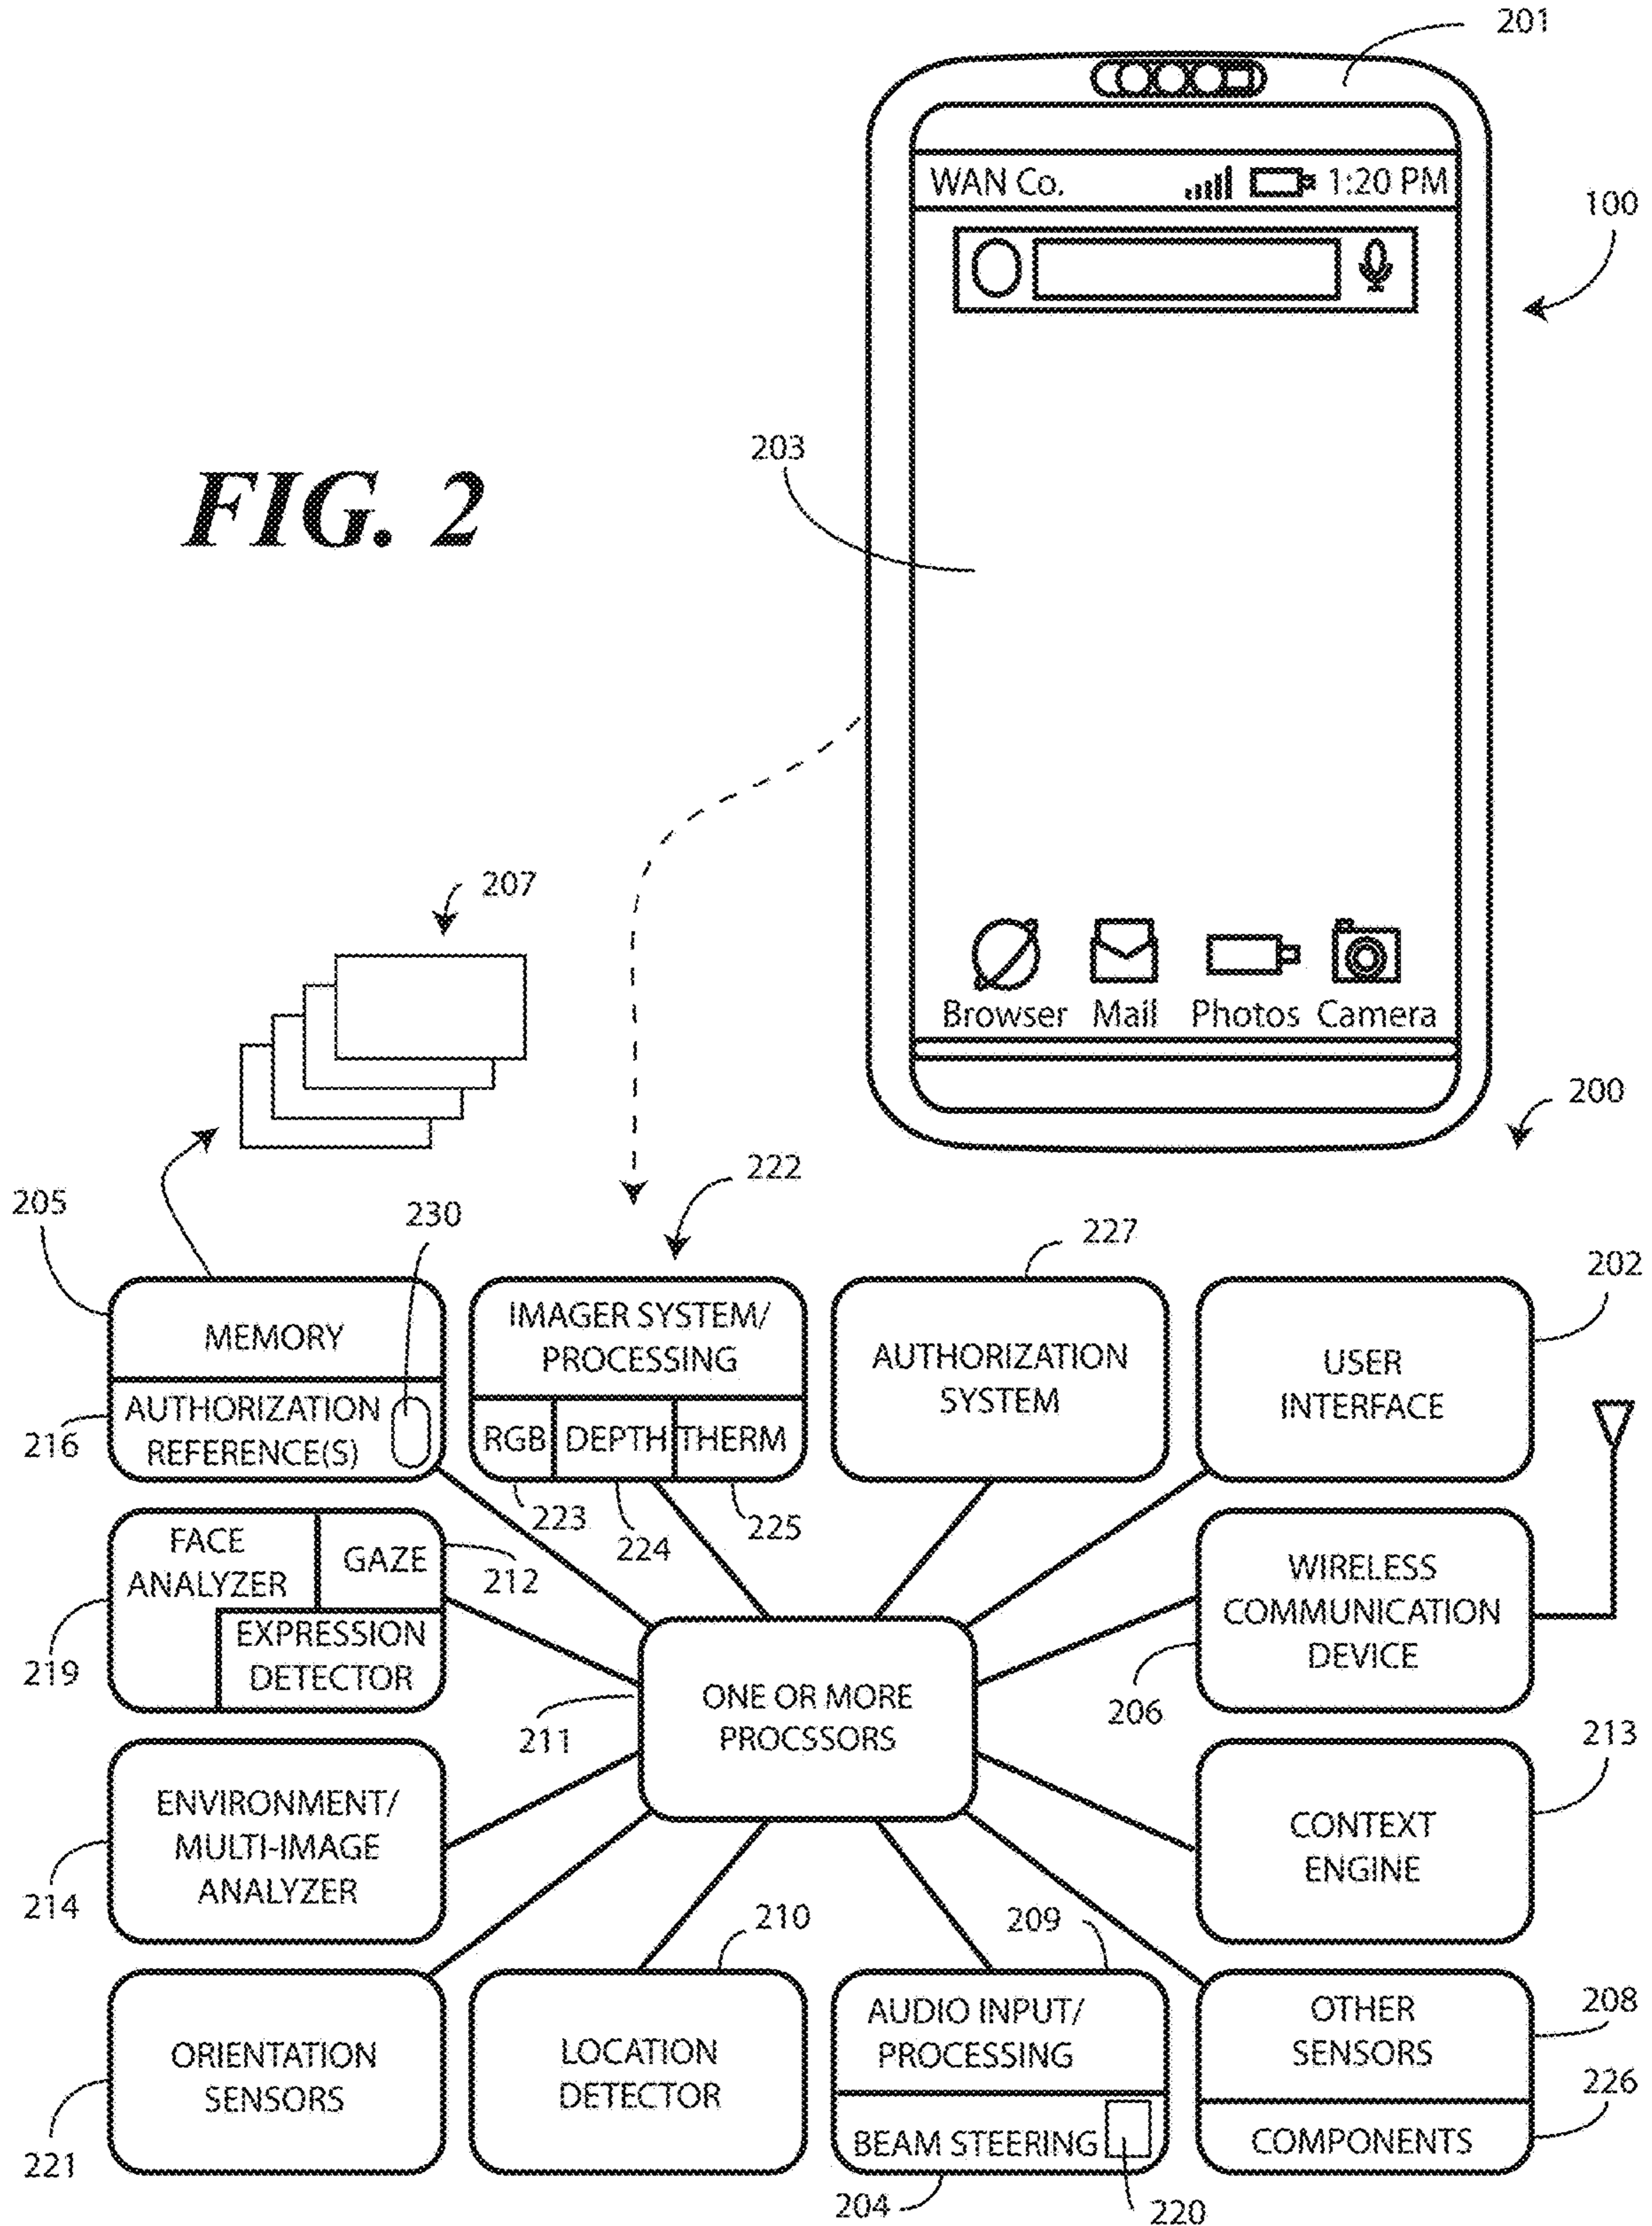 201
WAN Co. 1:20 PM
100
203
FIG. 2
207
Browser Mail Photos Camera
200
222
205
230
227
202
MEMORY
AUTHORIZATION
REFERENCE(S)
216
IMAGER SYSTEM/
PROCESSING
RGB DEPTH THERM
223
224
225
AUTHORIZATION
SYSTEM
USER
INTERFACE
FACE
ANALYZER
GAZE
212
EXPRESSION
DETECTOR
219
WIRELESS
COMMUNICATION
DEVICE
206
211
ONE OR MORE
PROCSSORS
213
ENVIRONMENT/
MULTI-IMAGE
ANALYZER
214
CONTEXT
ENGINE
210
209
ORIENTATION
SENSORS
221
LOCATION
DETECTOR
AUDIO INPUT/
PROCESSING
BEAM STEERING
204
220
OTHER
SENSORS
208
226
COMPONENTS